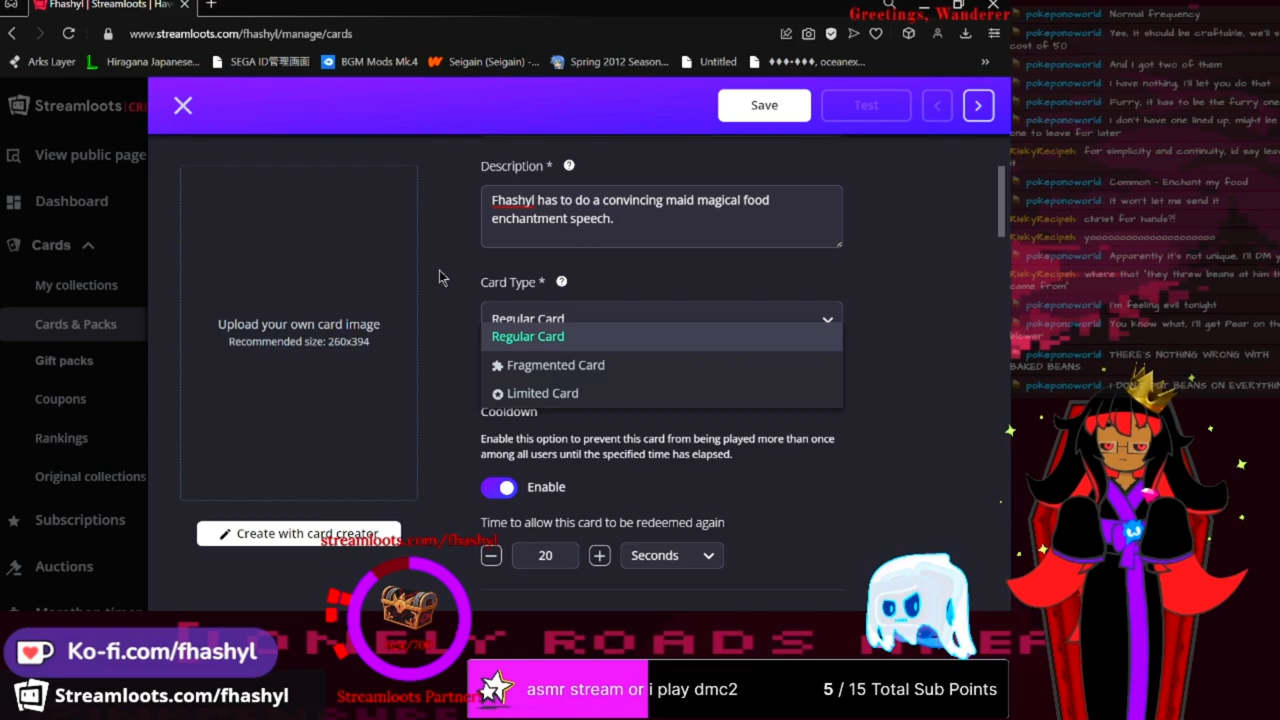 Fhashyl | Streamloots | Hav
www.streamloots.com/fhashyl/manage/cards
Greetings, Wanderer
Arks Layer
Hiragana Japanese...
SEGA ID管理画面
BGM Mods Mk.4
Seigain (Seigain) -...
Spring 2012 Season...
Untitled
♦♦♦-♦♦♦, oceanex...
Streamloots
Save
Test
View public page
Dashboard
Cards
My collections
Cards & Packs
Gift packs
Coupons
Rankings
Original collections
Subscriptions
Auctions
Upload your own card image
Recommended size: 260x394
Create with card creator
Description *
Fhashyl has to do a convincing maid magical food
enchantment speech.
Card Type *
Regular Card
Regular Card
Fragmented Card
Limited Card
Cooldown
Enable this option to prevent this card from being played more than once
among all users until the specified time has elapsed.
Enable
Time to allow this card to be redeemed again
20
Seconds
pokeponoworld Normal frequency
pokeponoworld Yes, it should be craftable, we'll s
cost of 50
pokeponoworld And I got two of them
pokeponoworld I have nothing, I'll let you do that
pokeponoworld Furry, it has to be the furry one
pokeponoworld I don't have one lined up, might be
one to leave for later
RiskyRecipeh for simplicity and continuity, id say leav
it
pokeponoworld Common - Enchant my food
pokeponoworld It won't let me send it
RiskyRecipeh christ for hands?!
RiskyRecipeh yooooooooooooooooooo
pokeponoworld Apparently it's not unique, I'll DM y
RiskyRecipeh where that "they threw beans at him th
came from"
pokeponoworld I'm feeling evil tonight
pokeponoworld You know what, I'll get Pear on th
blower
pokeponoworld THERE'S NOTHING WRONG WITH
BAKED BEANS
streamloots.com/fhashyl
Streamloots Partner
Ko-fi.com/fhashyl
Streamloots.com/fhashyl
asmr stream or i play dmc2
5 / 15 Total Sub Points